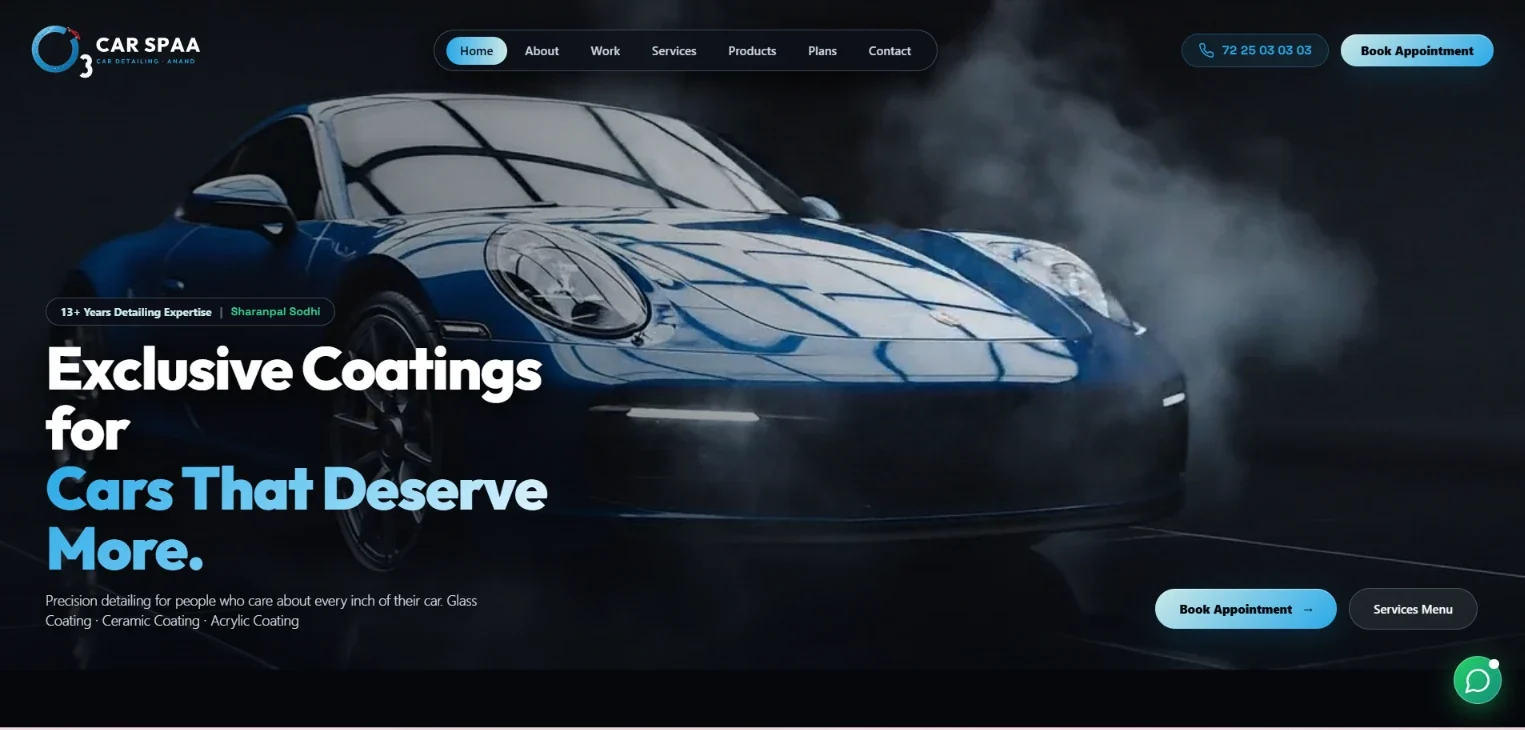 O3 CAR SPAA
CAR DETAILING · ANAND
Home About Work Services Products Plans Contact
72 25 03 03 03
Book Appointment
13+ Years Detailing Expertise | Sharanpal Sodhi
Exclusive Coatings
for
Cars That Deserve
More.
Precision detailing for people who care about every inch of their car. Glass
Coating · Ceramic Coating · Acrylic Coating
Book Appointment →
Services Menu